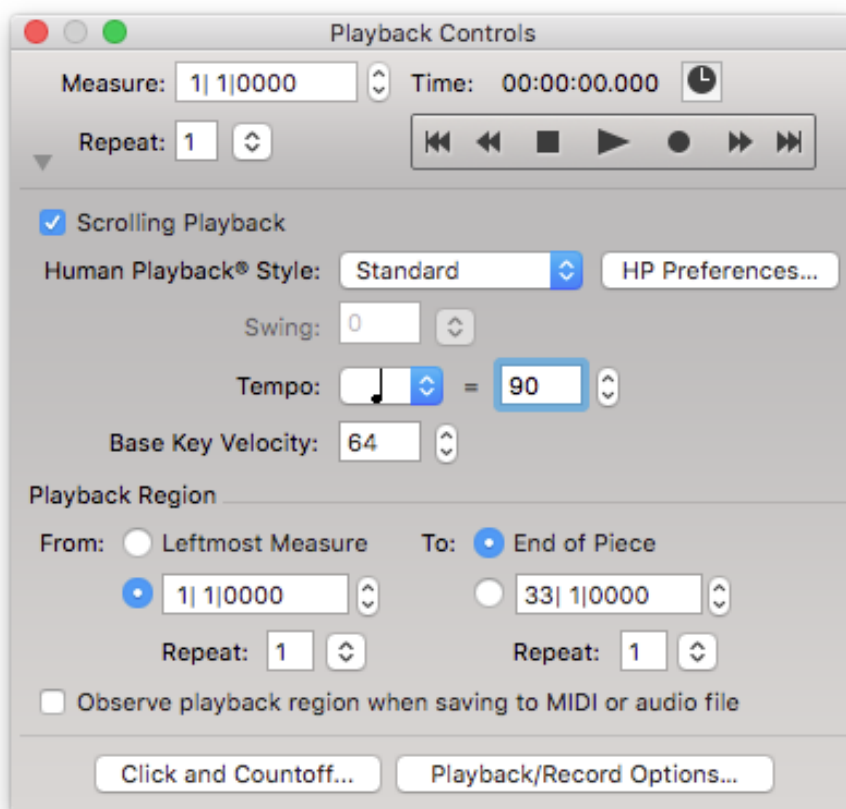 Playback Controls
Measure: 1| 1|0000 Time: 00:00:00.000
Repeat: 1
Scrolling Playback
Human Playback® Style: Standard HP Preferences...
Swing: 0
Tempo: = 90
Base Key Velocity: 64
Playback Region
From: Leftmost Measure To: End of Piece
1| 1|0000 33| 1|0000
Repeat: 1 Repeat: 1
Observe playback region when saving to MIDI or audio file
Click and Countoff... Playback/Record Options...